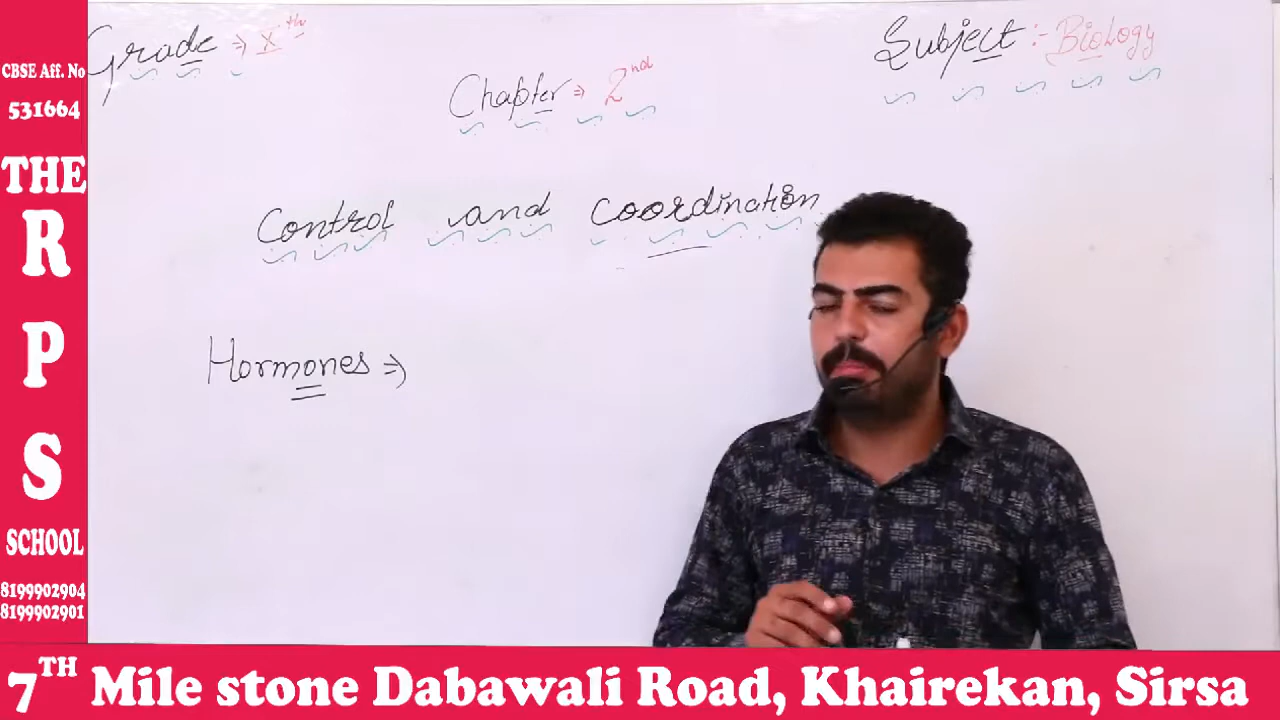 CBSE Aff. No
531664
THE
R
P
S
SCHOOL
8199902904
8199902901
Grade ⇒ Xth
Subject :- Biology
Chapter ⇒ 2nd
Control and coordination
Hormones ⇒
7TH Mile stone Dabawali Road, Khairekan, Sirsa